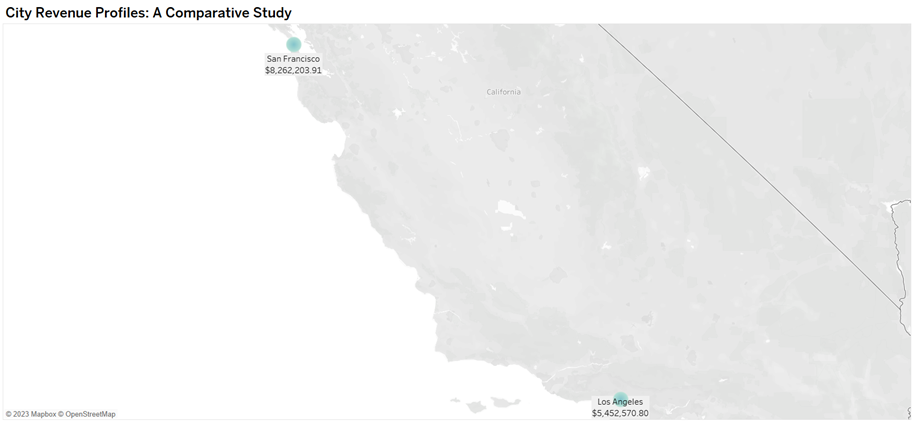 City Revenue Profiles: A Comparative Study
San Francisco
$8,262,203.91
California
Los Angeles
$5,452,570.80
© 2023 Mapbox © OpenStreetMap